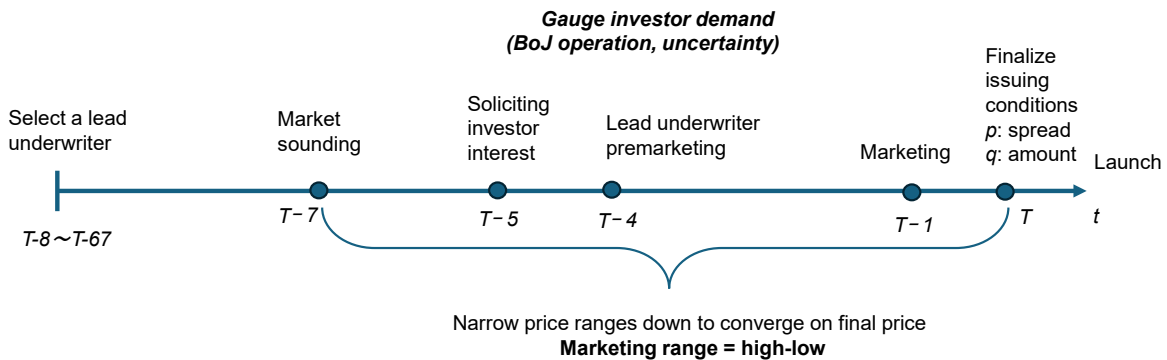 Gauge investor demand
(BoJ operation, uncertainty)
Select a lead
underwriter
Market
sounding
Soliciting
investor
interest
Lead underwriter
premarketing
Marketing
Finalize
issuing
conditions
p: spread
q: amount
Launch
T-8～T-67
T−7
T−5
T−4
T−1
T
t
Narrow price ranges down to converge on final price
Marketing range = high-low